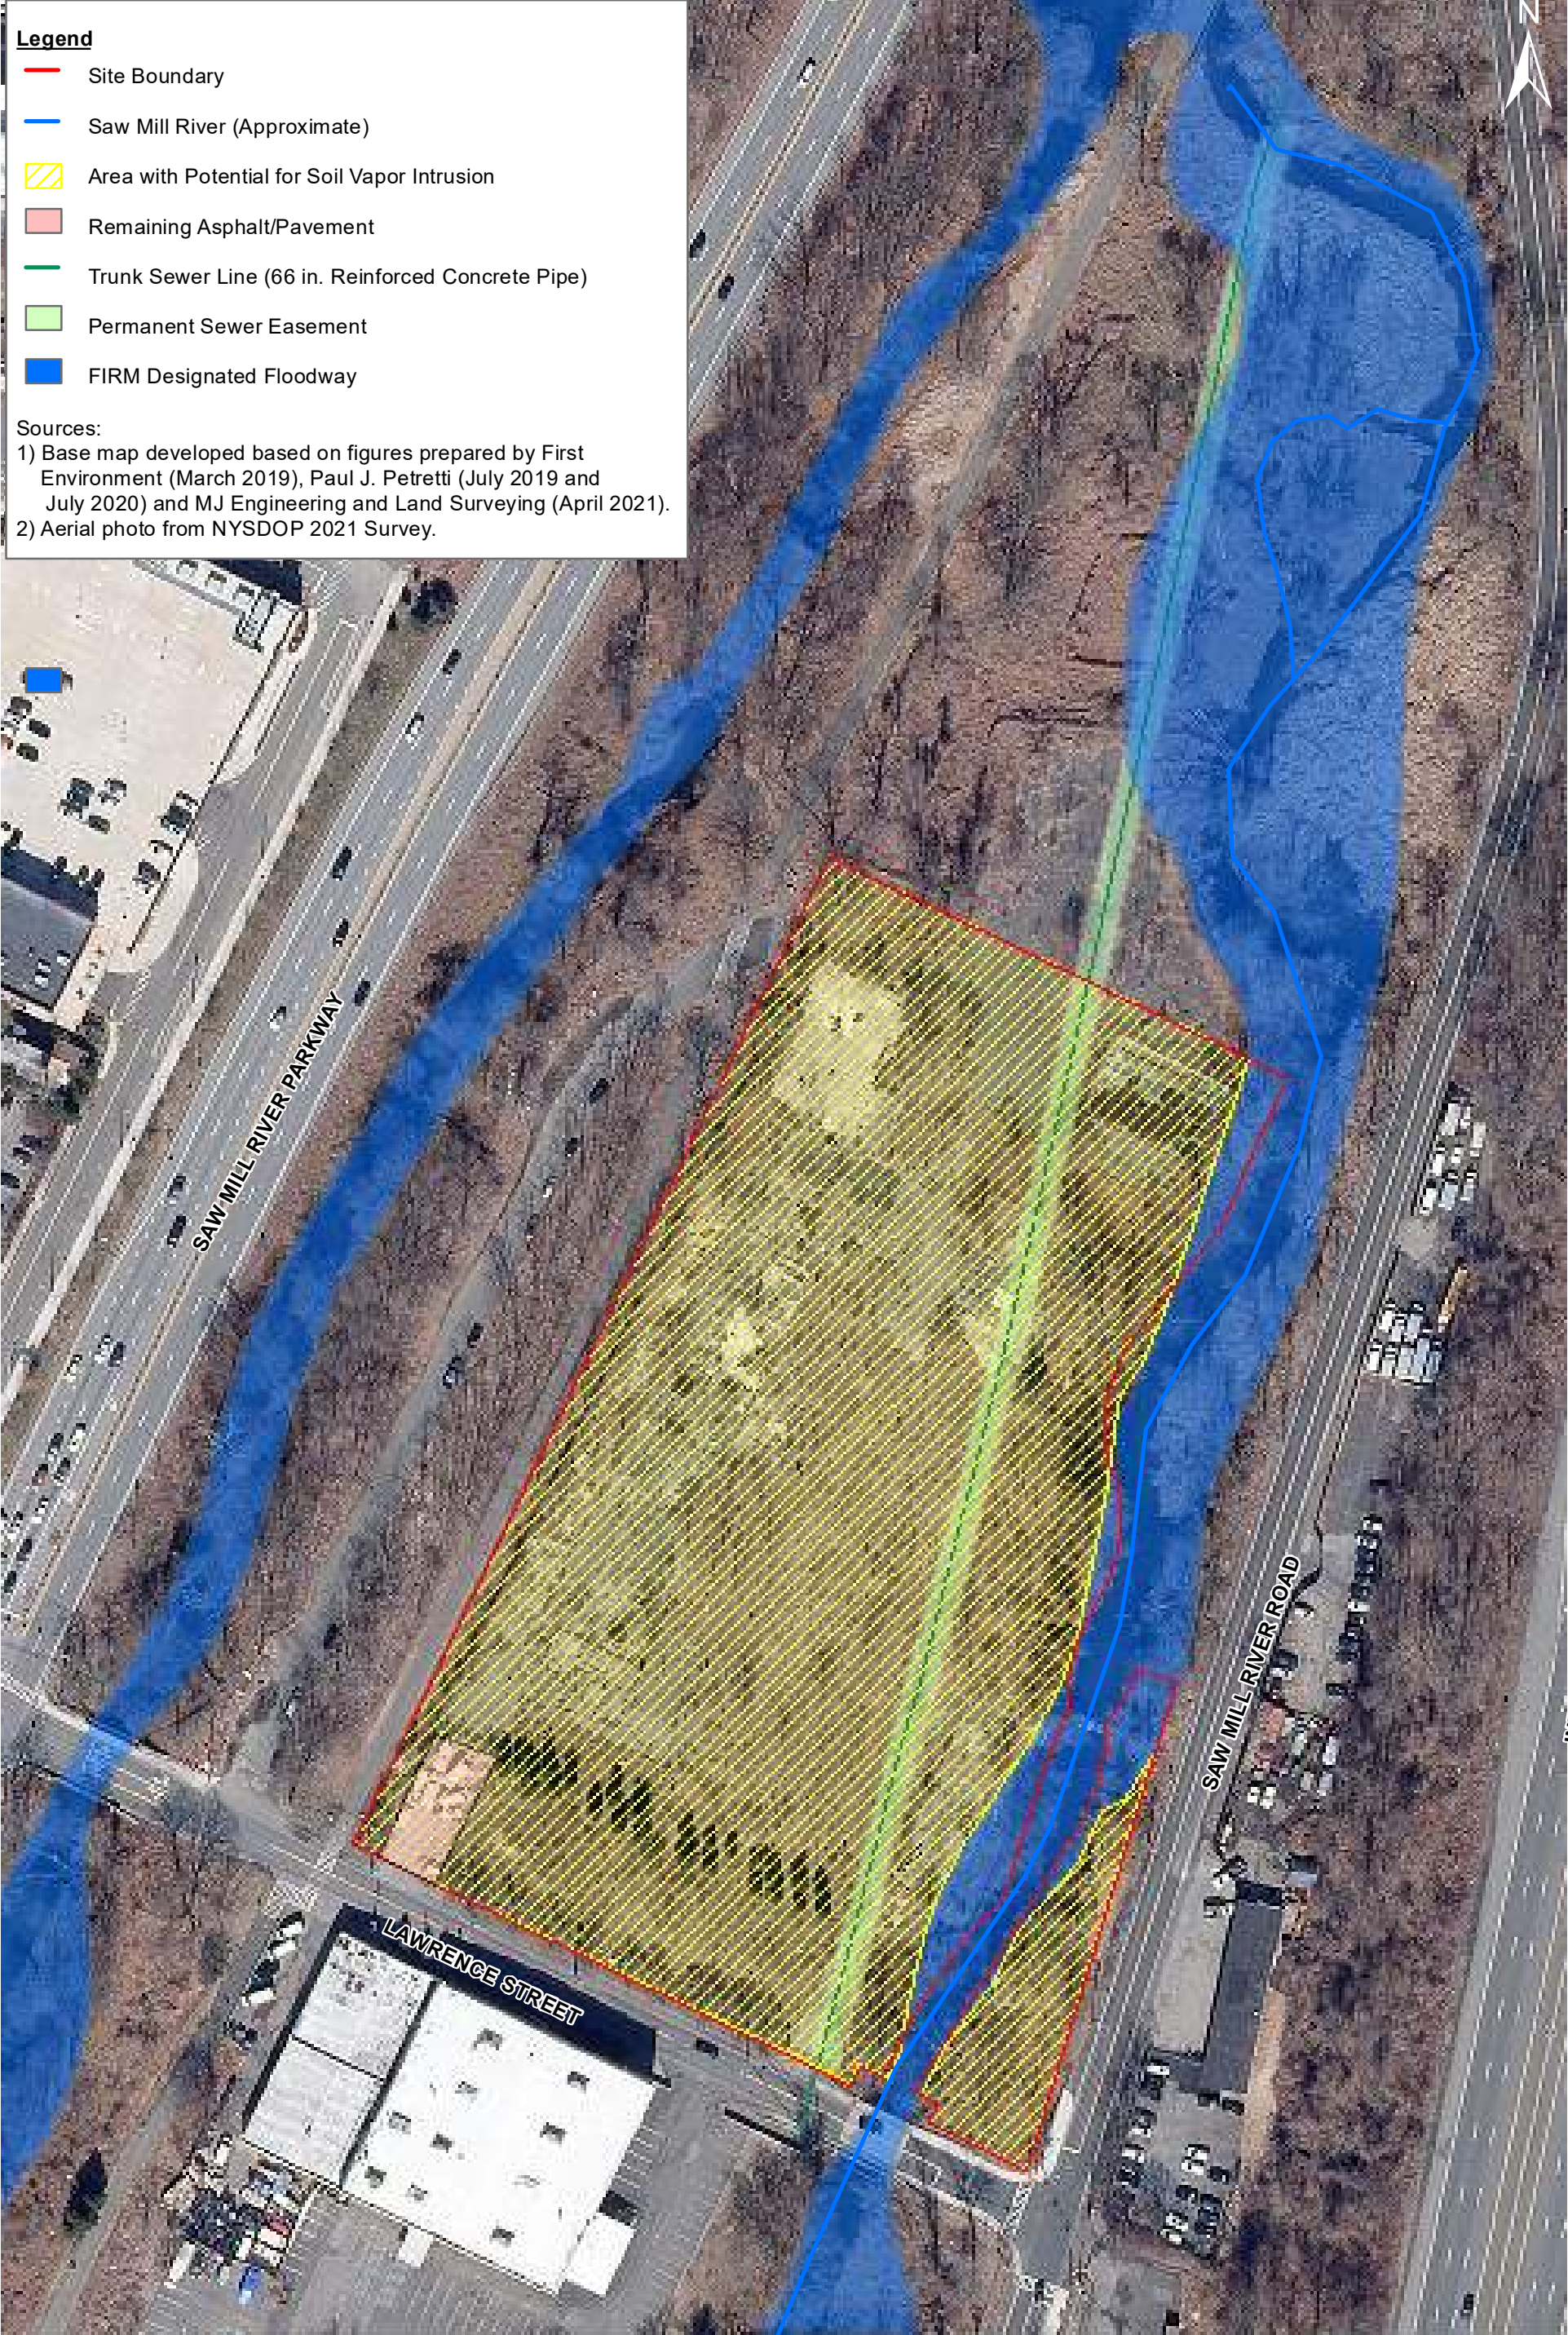 Legend
Site Boundary
Saw Mill River (Approximate)
Area with Potential for Soil Vapor Intrusion
Remaining Asphalt/Pavement
Trunk Sewer Line (66 in. Reinforced Concrete Pipe)
Permanent Sewer Easement
FIRM Designated Floodway
Sources:
1) Base map developed based on figures prepared by First
Environment (March 2019), Paul J. Petretti (July 2019 and
July 2020) and MJ Engineering and Land Surveying (April 2021).
2) Aerial photo from NYSDOP 2021 Survey.
N
SAW MILL RIVER PARKWAY
SAW MILL RIVER ROAD
LAWRENCE STREET